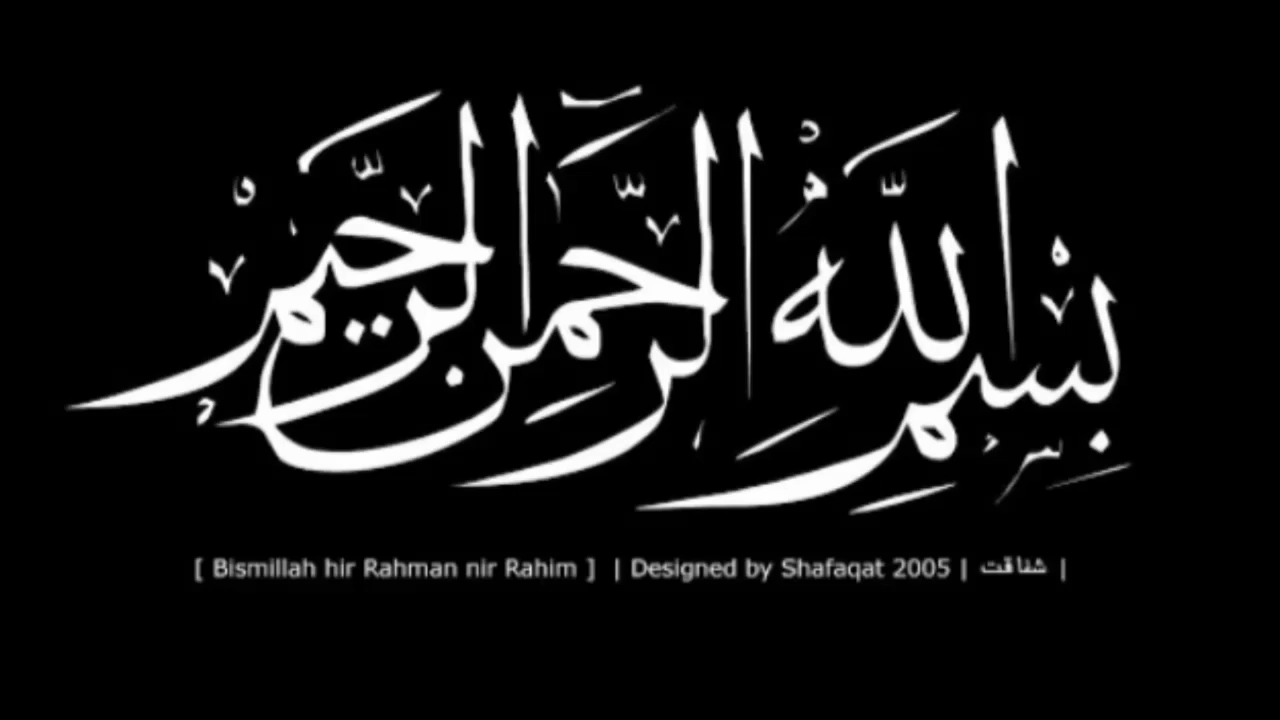 بِسْمِ اللَّهِ الرَّحْمَٰنِ الرَّحِيمِ
[ Bismillah hir Rahman nir Rahim ] | Designed by Shafaqat 2005 | شفاقت |